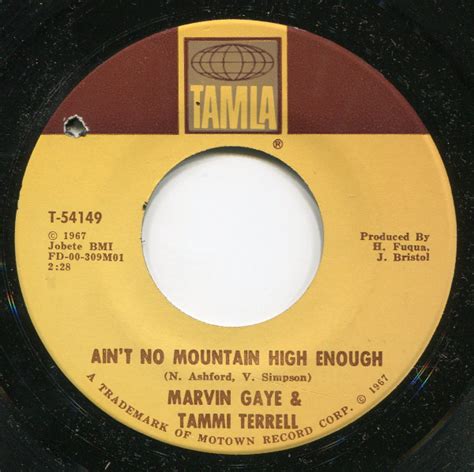 TAMLA
®
T-54149
© 1967
Jobete BMI
FD-00-309M01
2:28
Produced By
H. Fuqua,
J. Bristol
AIN'T NO MOUNTAIN HIGH ENOUGH
(N. Ashford, V. Simpson)
MARVIN GAYE &
TAMMI TERRELL
A TRADEMARK OF MOTOWN RECORD CORP. © 1967